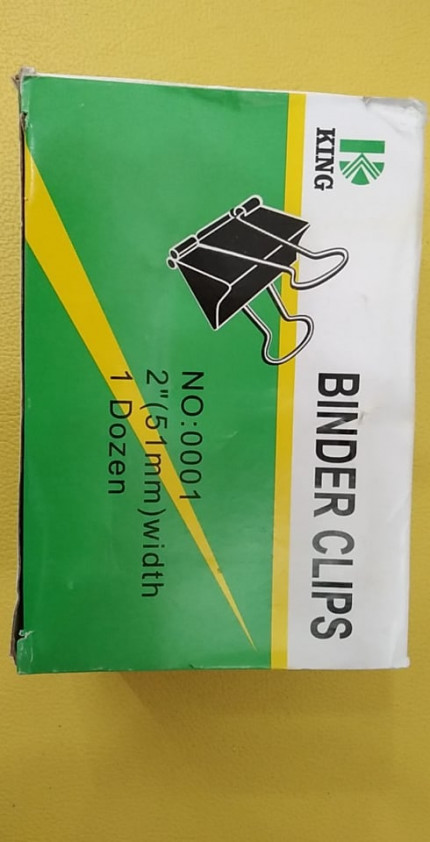 KING
BINDER CLIPS
NO:0001
2"(51mm)width
1 Dozen